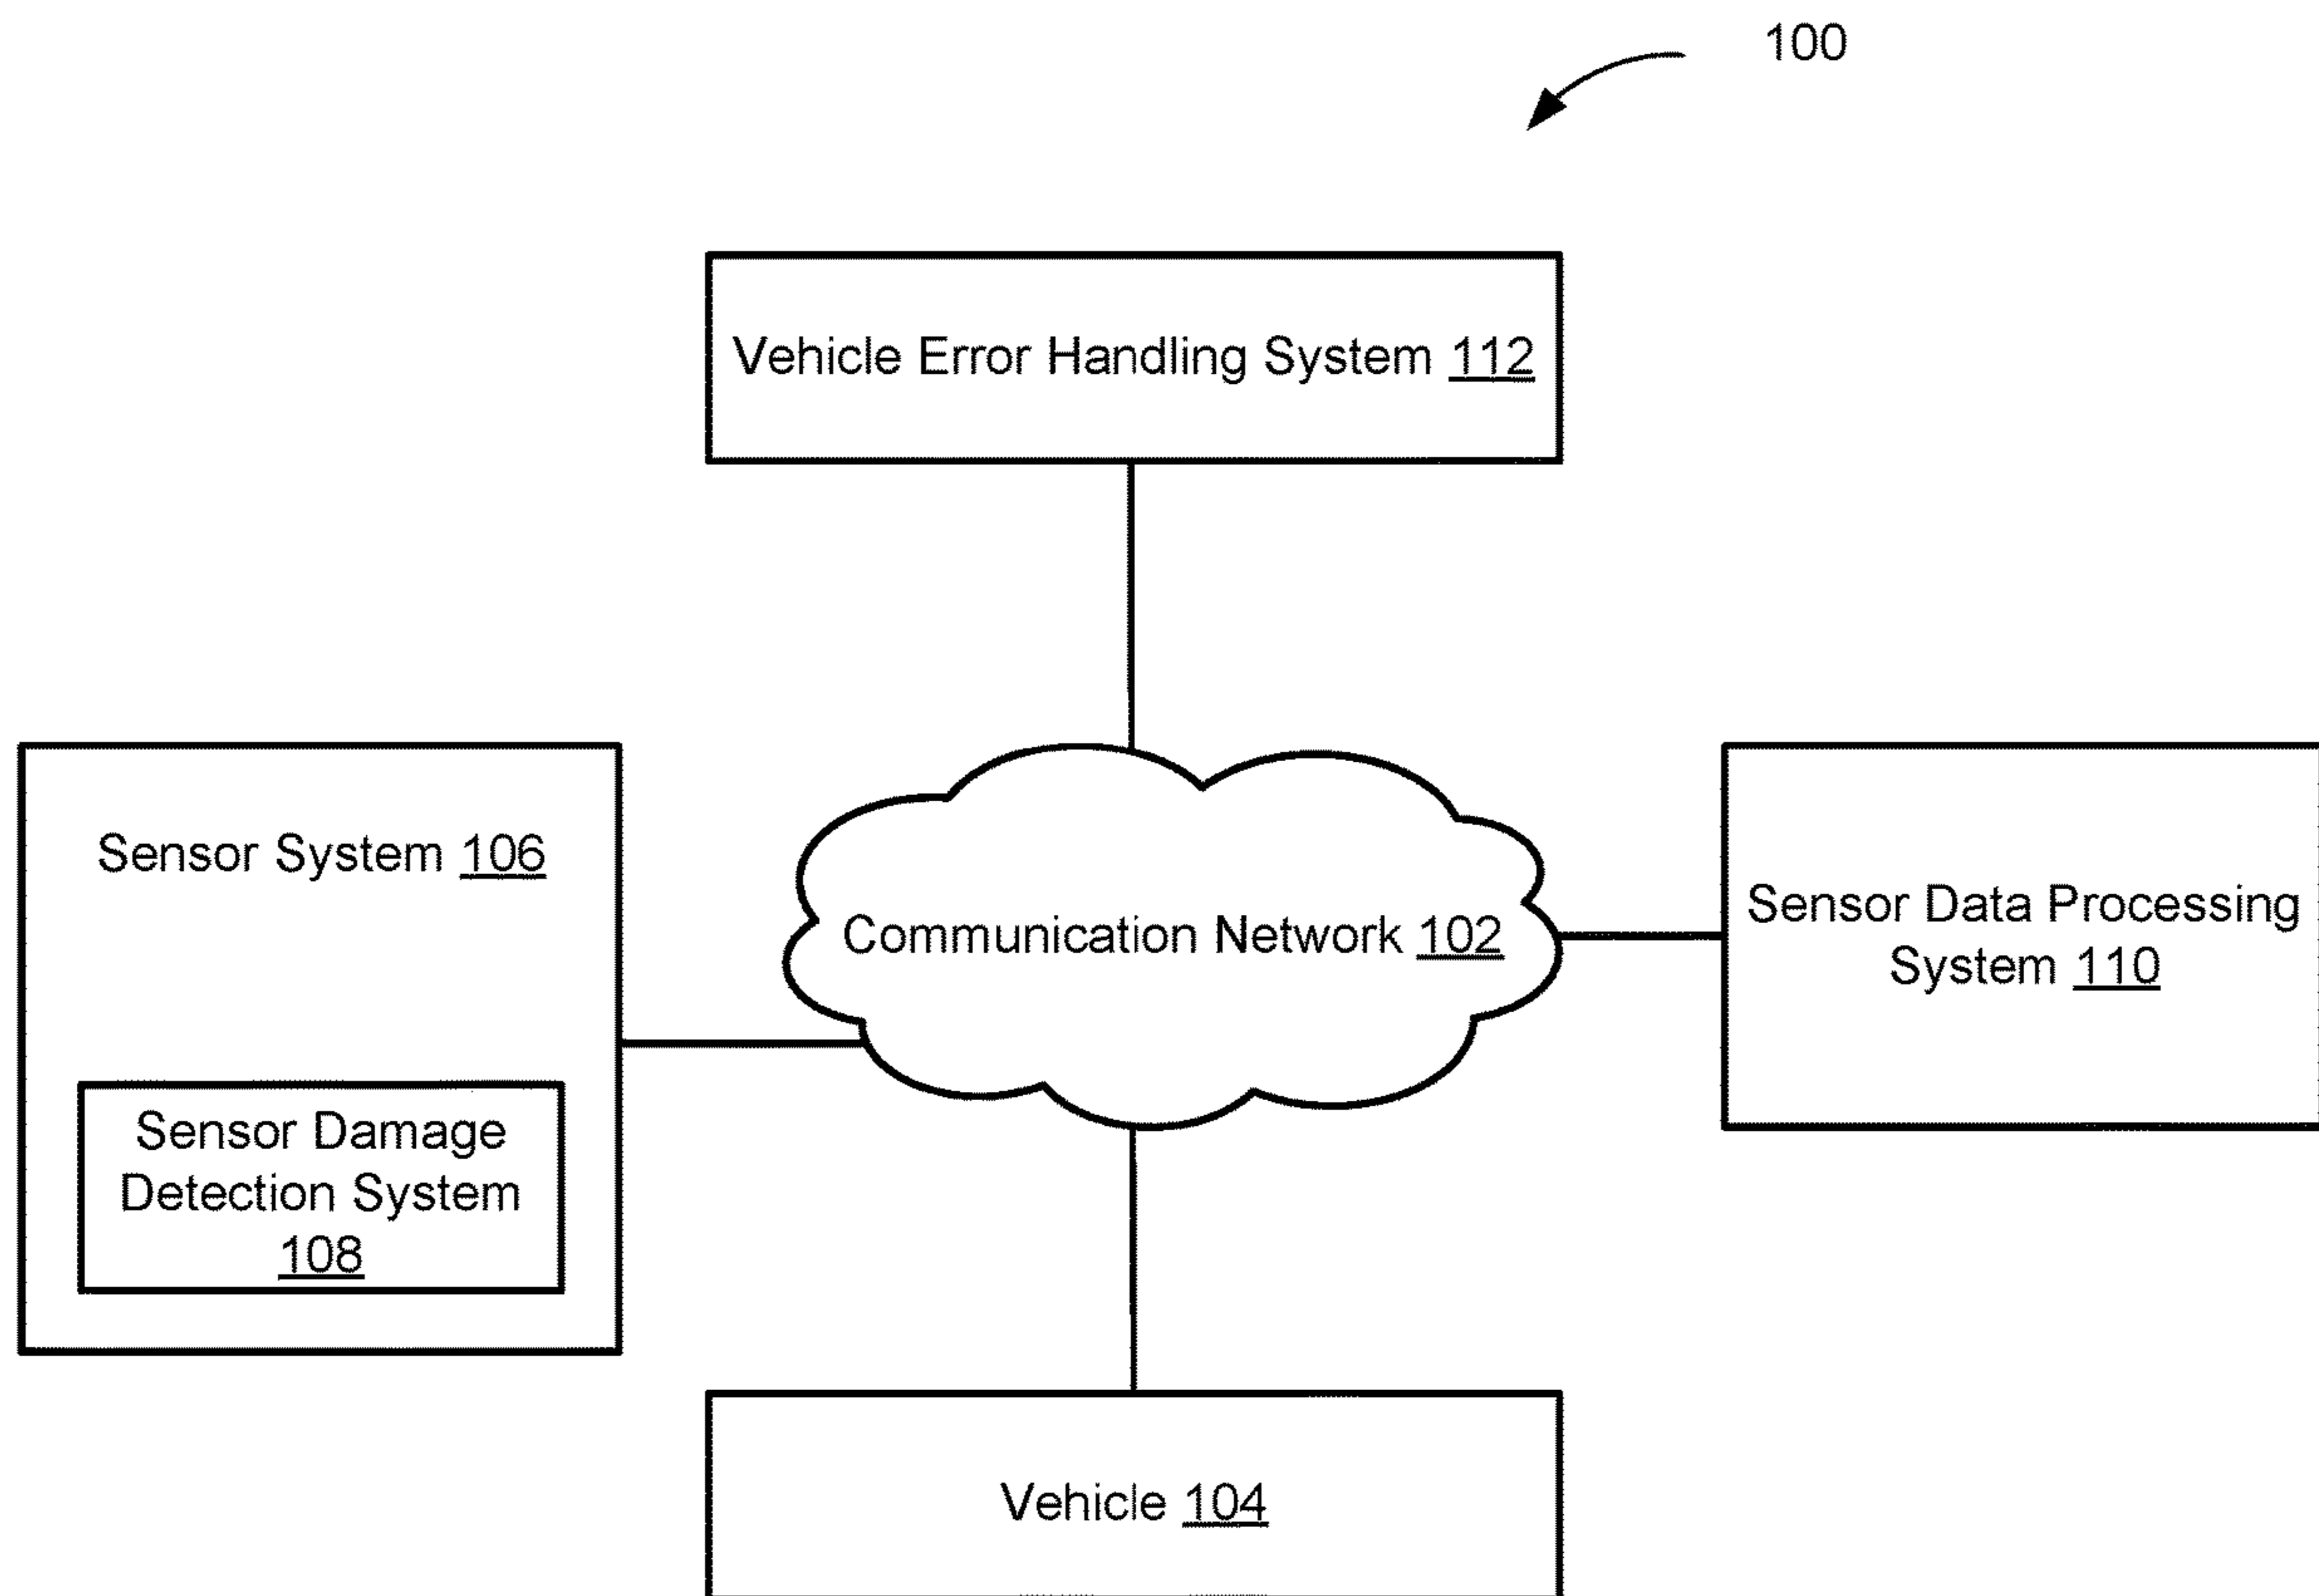 100
Vehicle Error Handling System 112
Sensor System 106
Communication Network 102
Sensor Data Processing
System 110
Sensor Damage
Detection System
108
Vehicle 104